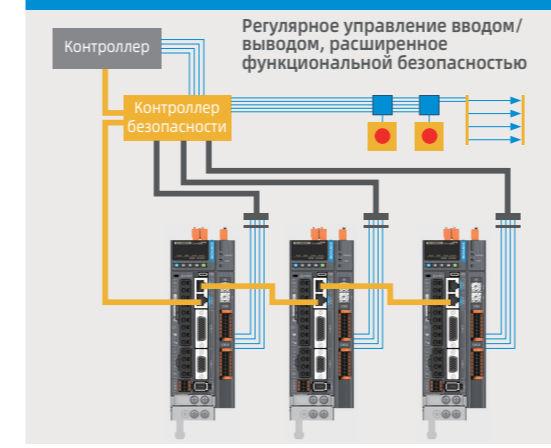 Регулярное управление вводом/
выводом, расширенное
функциональной безопасностью
Контроллер
Контроллер
безопасности